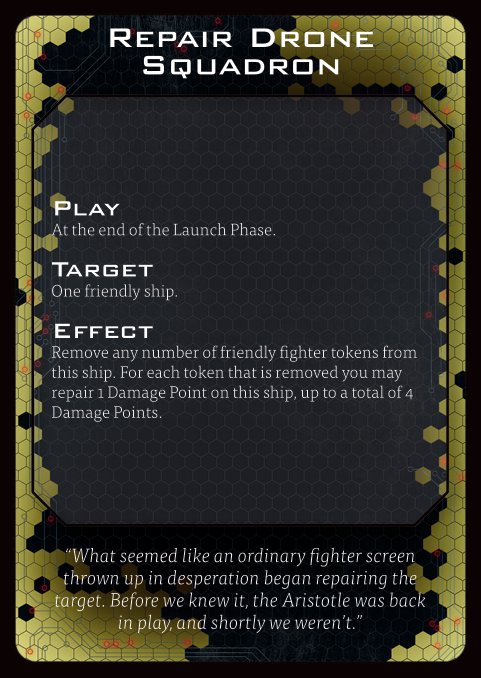 Repair Drone
Squadron
Play
At the end of the Launch Phase.
Target
One friendly ship.
Effect
Remove any number of friendly fighter tokens from
this ship. For each token that is removed you may
repair 1 Damage Point on this ship, up to a total of 4
Damage Points.
“What seemed like an ordinary fighter screen
thrown up in desperation began repairing the
target. Before we knew it, the Aristotle was back
in play, and shortly we weren’t.”